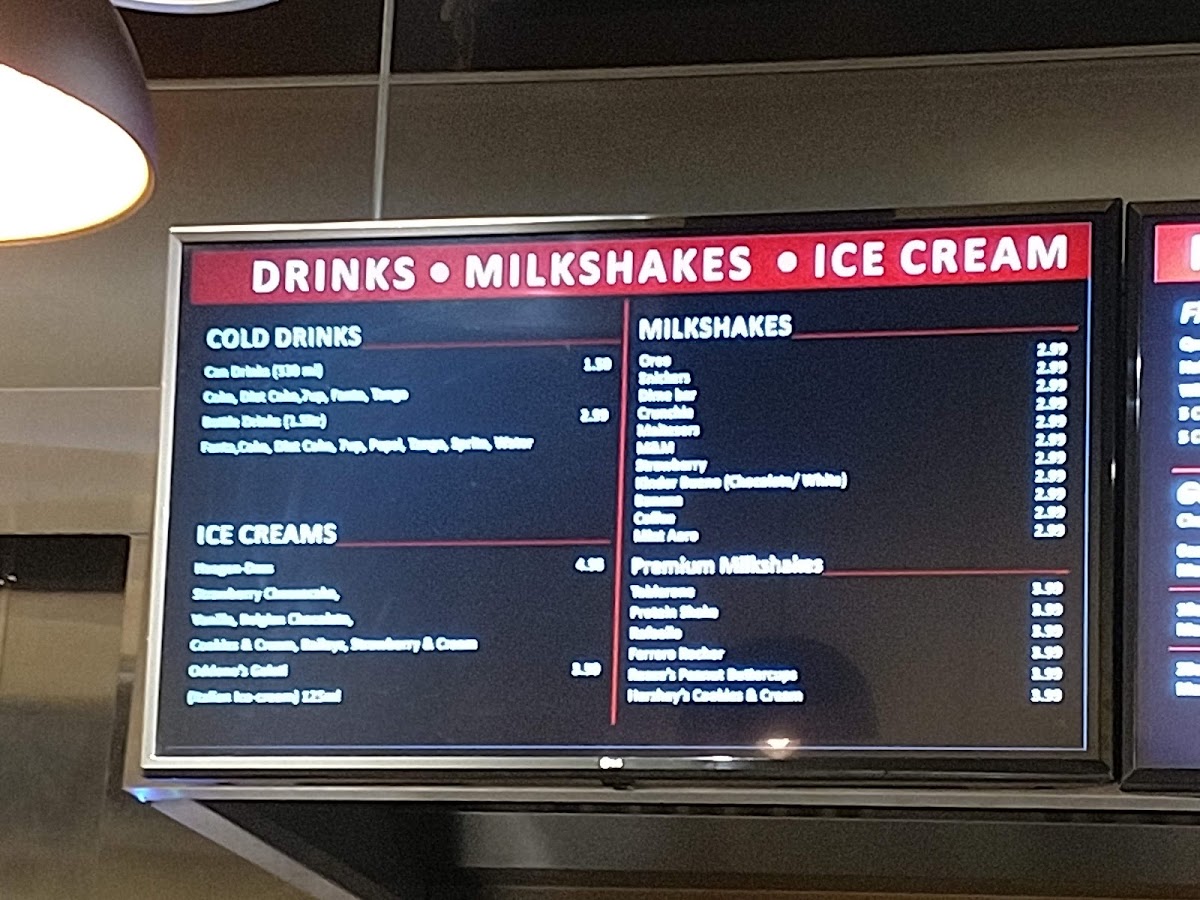 DRINKS • MILKSHAKES • ICE CREAM
COLD DRINKS
Can Drinks (330 ml) 1.50
Coke, Diet Coke, 7up, Fanta, Tango
Bottle Drinks (1.5ltr) 2.99
Fanta, Coke, Diet Coke, 7up, Pepsi, Tango, Sprite, Water
ICE CREAMS
Haagen-Dazs
Strawberry Cheesecake,
Vanilla, Belgian Chocolate,
Cookies & Cream, Baileys, Strawberry & Cream
Oddono's Gelati
(Italian Ice-cream) 125ml
MILKSHAKES
Oreo 2.99
Snickers 2.99
Dime bar 2.99
Crunchie 2.99
Maltesers 2.99
M&M 2.99
Strawberry 2.99
Kinder Bueno (Chocolate/ White) 2.99
Banana 2.99
Coffee 2.99
Mint Aero 2.99
Premium Milkshakes
Toblerone 3.99
Protein Shake 3.99
Rafaello 3.99
Ferrero Rocher 3.99
Reese's Peanut Buttercups 3.99
Hershey's Cookies & Cream 3.99